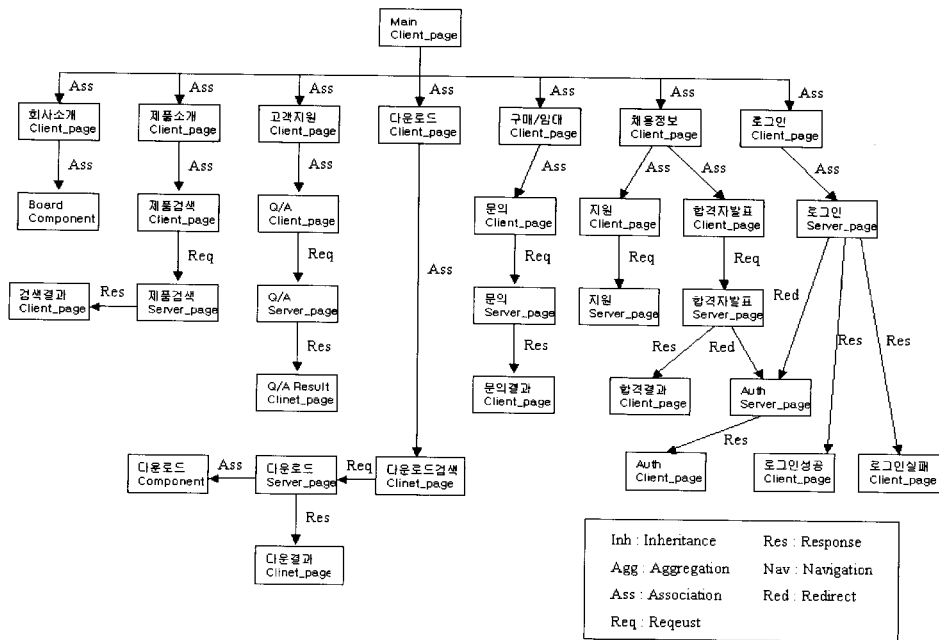 Main
Client_page
Ass Ass Ass Ass Ass Ass Ass
회사소개
Client_page
제품소개
Client_page
고객지원
Client_page
다운로드
Client_page
구매/임대
Client_page
채용정보
Client_page
로그인
Client_page
Ass Ass Ass Ass Ass Ass Ass
Board
Component
제품검색
Client_page
Q/A
Client_page
문의
Client_page
지원
Client_page
합격자발표
Client_page
로그인
Server_page
Req Req Ass Req Req Req
검색결과
Client_page
Res
제품검색
Server_page
Q/A
Server_page
문의
Server_page
지원
Server_page
합격자발표
Server_page
Red
Res Res Res Red Res Res
Q/A Result
Clinet_page
문의결과
Client_page
합격결과
Client_page
Auth
Server_page
Res
다운로드
Component
Ass
다운로드
Server_page
Req
다운로드검색
Clinet_page
Auth
Client_page
로그인성공
Client_page
로그인실패
Client_page
Res
다운결과
Clinet_page
Inh : Inheritance Res : Response
Agg : Aggregation Nav : Navigation
Ass : Association Red : Redirect
Req : Reqeust